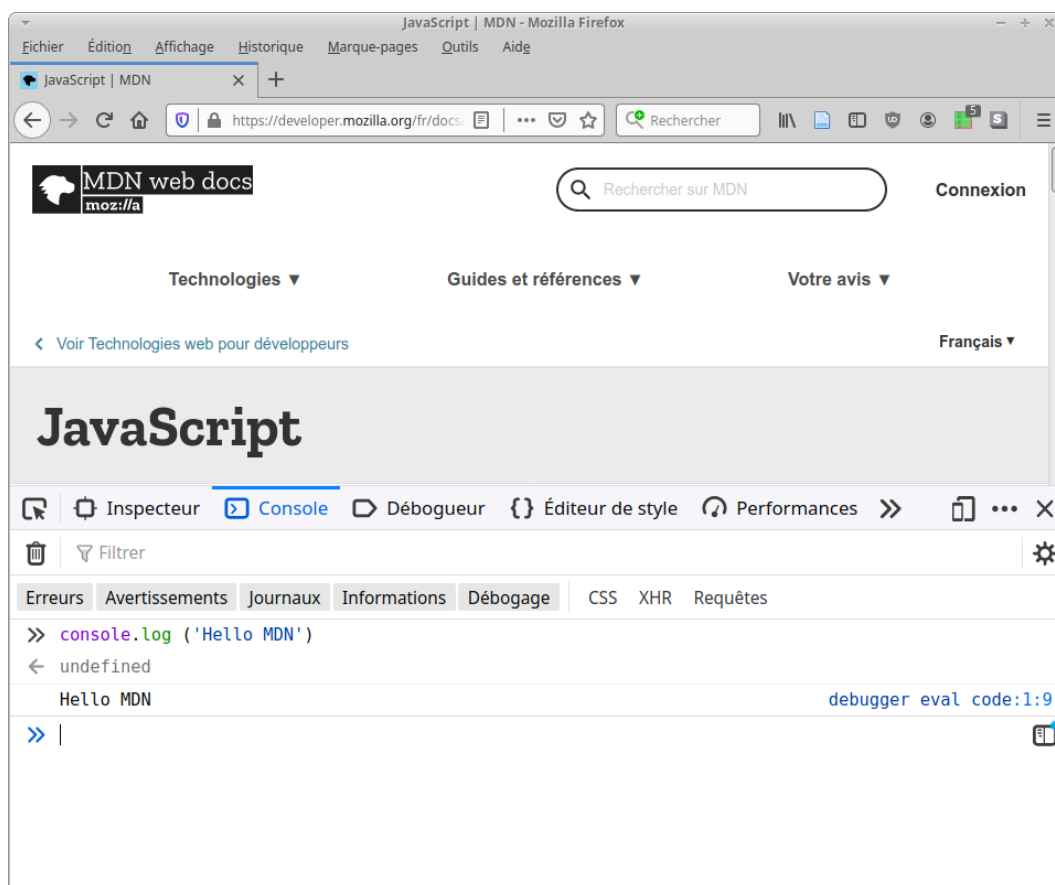 JavaScript | MDN - Mozilla Firefox
Fichier Édition Affichage Historique Marque-pages Outils Aide
JavaScript | MDN
https://developer.mozilla.org/fr/docs Rechercher 5 S
MDN web docs
moz://a
Rechercher sur MDN
Connexion
Technologies ▼ Guides et références ▼ Votre avis ▼
Voir Technologies web pour développeurs Français ▼
JavaScript
Inspecteur Console Débogueur {} Éditeur de style Performances
Filtrer
Erreurs Avertissements Journaux Informations Débogage CSS XHR Requêtes
console.log ('Hello MDN')
undefined
Hello MDN debugger eval code:1:9